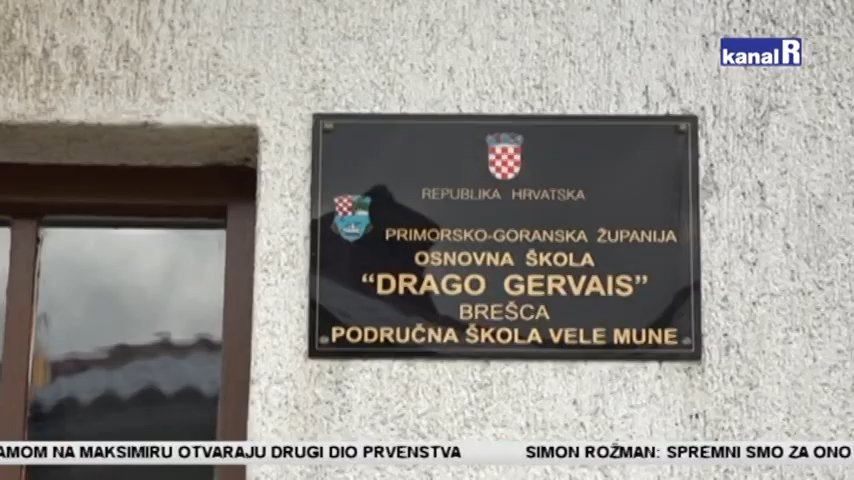 kanal R
REPUBLIKA HRVATSKA
PRIMORSKO-GORANSKA ŽUPANIJA
OSNOVNA ŠKOLA
“DRAGO GERVAIS”
BREŠCA
PODRUČNA ŠKOLA VELE MUNE
AMOM NA MAKSIMIRU OTVARAJU DRUGI DIO PRVENSTVA SIMON ROŽMAN: SPREMNI SMO ZA ONO